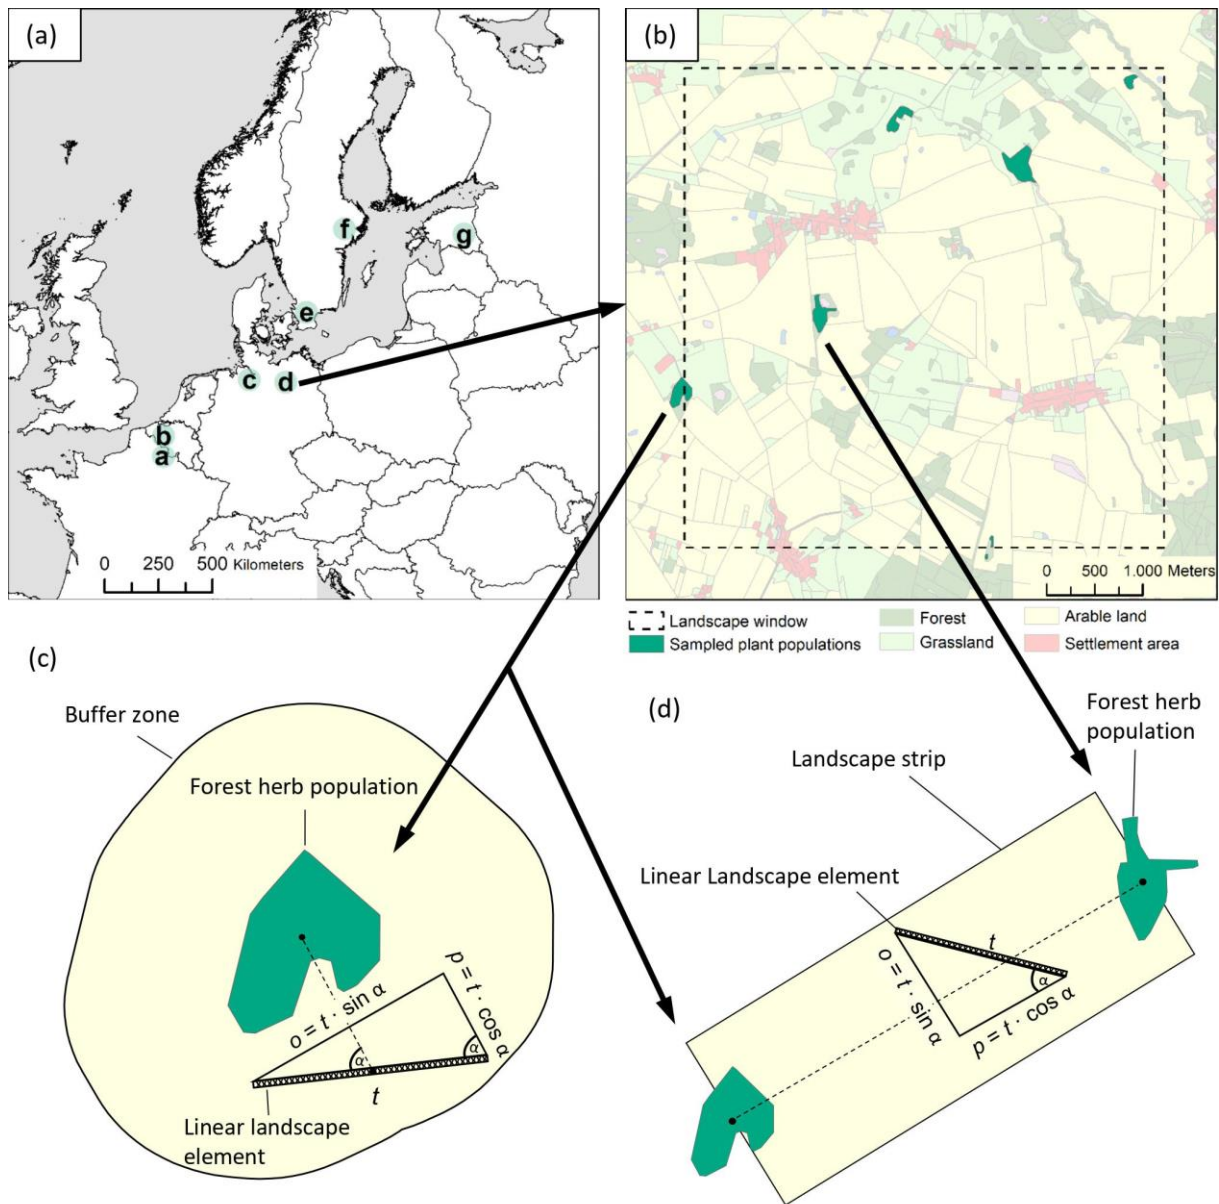 (a)
f
g
e
c
d
b
a
0 250 500 Kilometers
(b)
0 1.000 Meters
Landscape window
Sampled plant populations
Forest
Grassland
Arable land
Settlement area
(c)
Buffer zone
Forest herb population
o = t · sin α
p = t · cos α
α
α
t
Linear landscape
element
(d)
Forest herb
population
Landscape strip
Linear Landscape element
t
o = t · sin α
α
p = t · cos α